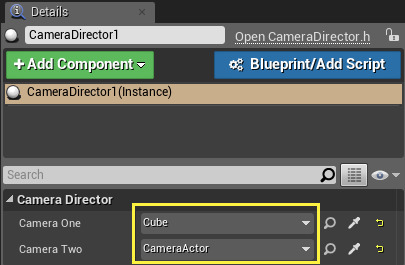 Details
CameraDirector1
Open CameraDirector.h
+ Add Component
Blueprint/Add Script
CameraDirector1(Instance)
Search
Camera Director
Camera One
Cube
Camera Two
CameraActor